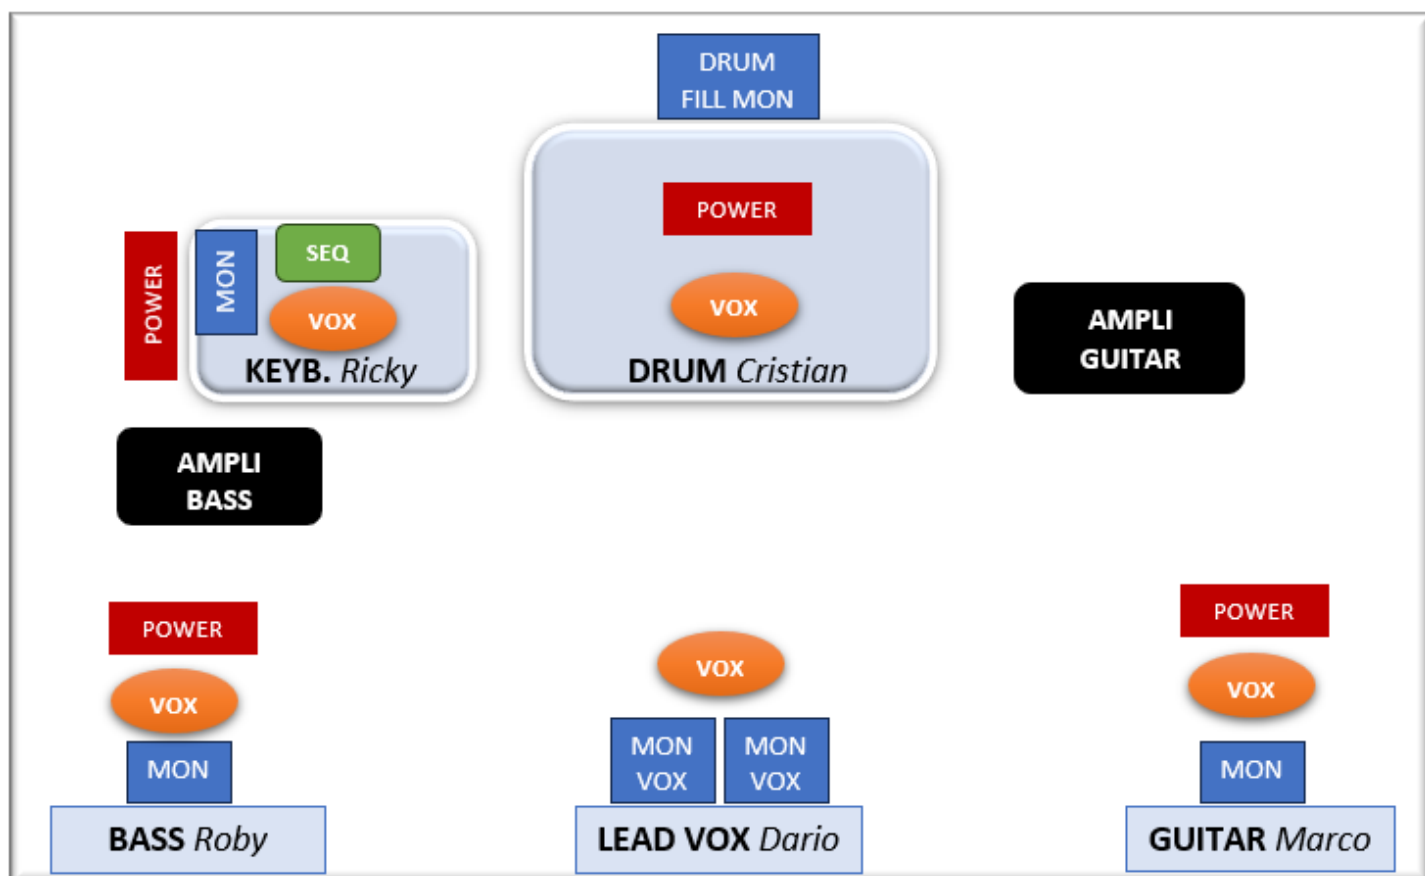 DRUM
FILL MON
POWER
VOX
DRUM Cristian
POWER
MON
SEQ
VOX
KEYB. Ricky
AMPLI
GUITAR
AMPLI
BASS
POWER
VOX
MON
BASS Roby
VOX
MON
VOX
MON
VOX
LEAD VOX Dario
POWER
VOX
MON
GUITAR Marco